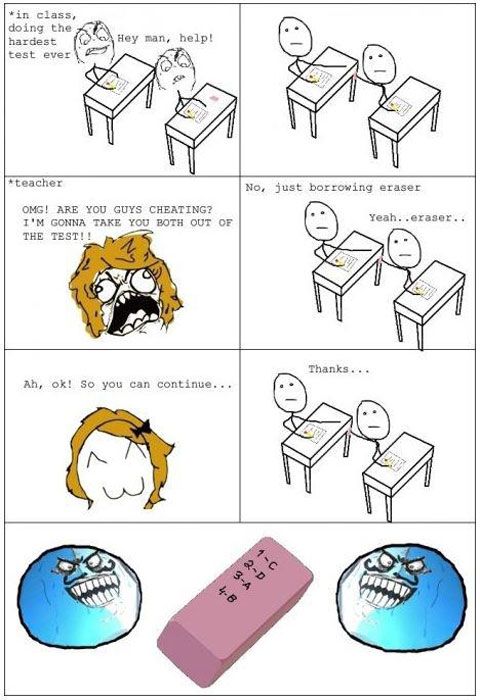 *in class,
doing the
hardest
test ever
Hey man, help!
*teacher
OMG! ARE YOU GUYS CHEATING?
I'M GONNA TAKE YOU BOTH OUT OF
THE TEST!!
No, just borrowing eraser
Yeah..eraser..
Ah, ok! So you can continue...
Thanks...
1-C
2-D
3-A
4-B